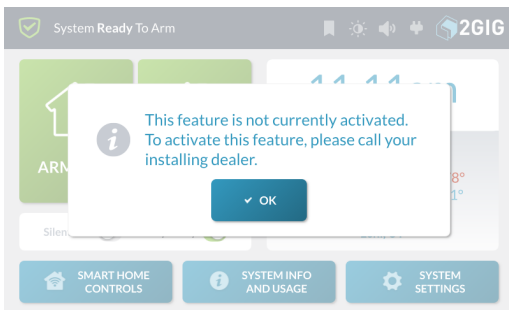 System Ready To Arm
2GIG
This feature is not currently activated.
To activate this feature, please call your
installing dealer.
OK
SMART HOME
CONTROLS
SYSTEM INFO
AND USAGE
SYSTEM
SETTINGS